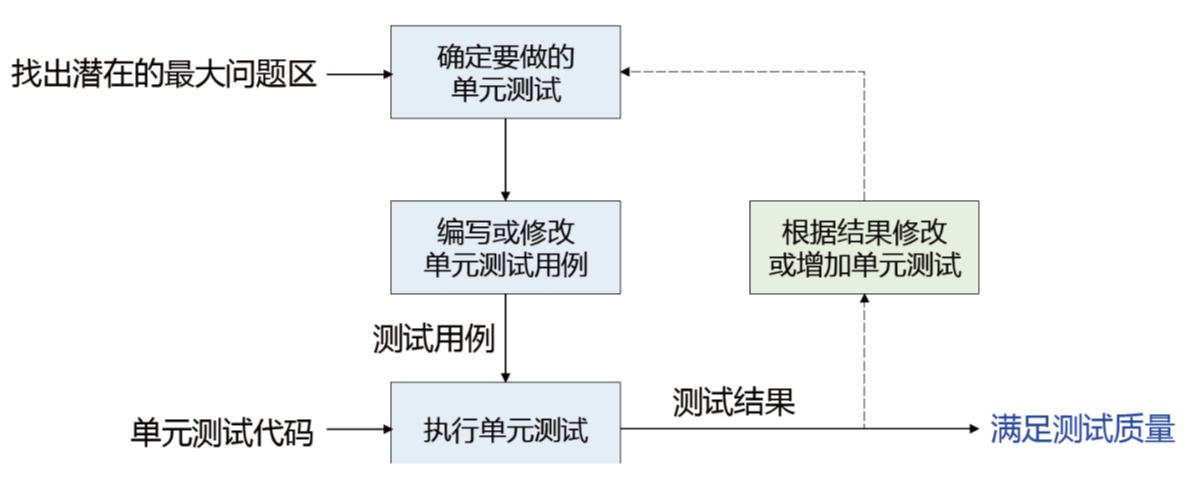 找出潜在的最大问题区
确定要做的
单元测试
编写或修改
单元测试用例
根据结果修改
或增加单元测试
测试用例
单元测试代码
执行单元测试
测试结果
满足测试质量